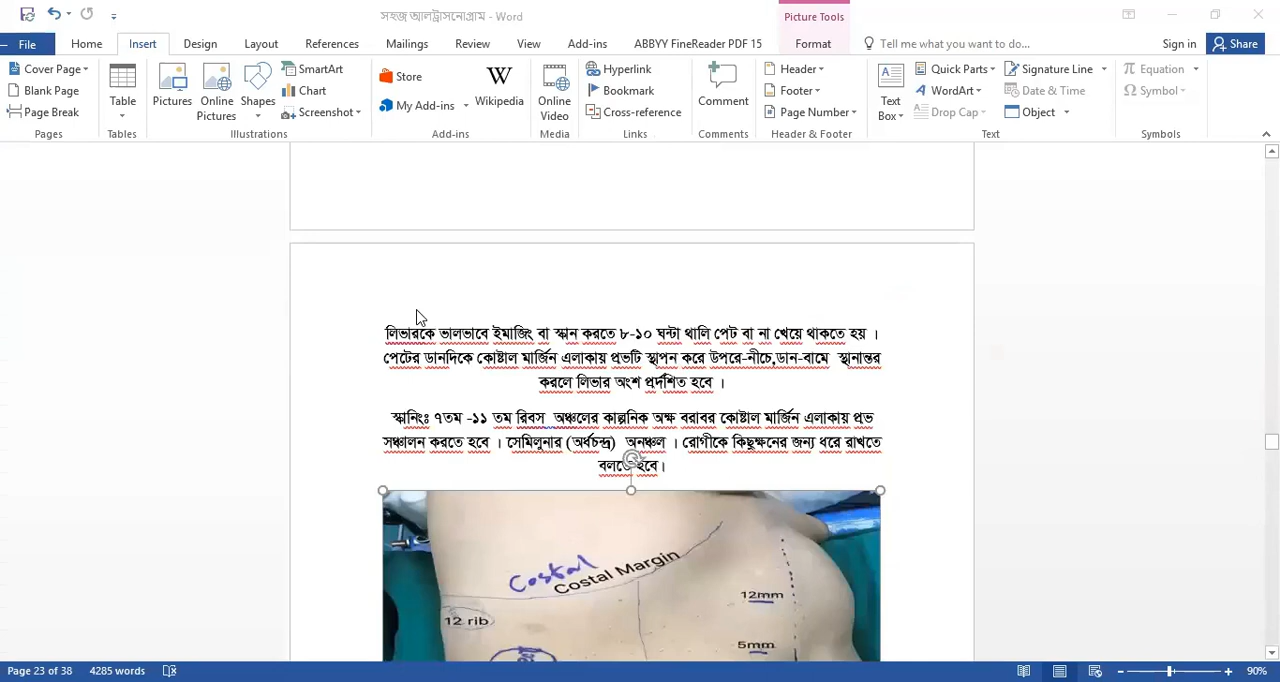 সহজ আলট্রাসনোগ্রাম - Word
Picture Tools
File Home Insert Design Layout References Mailings Review View Add-ins ABBYY FineReader PDF 15 Format Tell me what you want to do... Sign in Share
Cover Page
Blank Page
Page Break
Pages
Table
Tables
Pictures
Online Pictures
Shapes
SmartArt
Chart
Screenshot
Illustrations
Store
My Add-ins
Wikipedia
Add-ins
Online Video
Media
Hyperlink
Bookmark
Cross-reference
Links
Comment
Comments
Header
Footer
Page Number
Header & Footer
Text Box
Quick Parts
WordArt
Drop Cap
Signature Line
Date & Time
Object
Text
Equation
Symbol
Symbols
লিভারকে ভালভাবে ইমাজিং বা স্কান করতে ৮-১০ ঘন্টা থালি পেট বা না খেয়ে থাকতে হয় ।
পেটের ডানদিকে কোষ্টাল মার্জিন এলাকায় প্রভটি স্থাপন করে উপরে-নীচে,ডান-বামে স্থানান্তর
করলে লিভার অংশ প্রর্দশিত হবে ।
স্কানিংঃ ৭তম -১১ তম রিবস অঞ্চলের কাল্পনিক অক্ষ বরাবর কোষ্টাল মার্জিন এলাকায় প্রভ
সঞ্চালন করতে হবে । সেমিলুনার (অর্ধচন্দ্র) অনঞ্চল । রোগীকে কিছুক্ষনের জন্য ধরে রাখতে
বলতে হবে।
Costal
Costal Margin
12mm
12 rib
5mm
Page 23 of 38 4285 words 90%